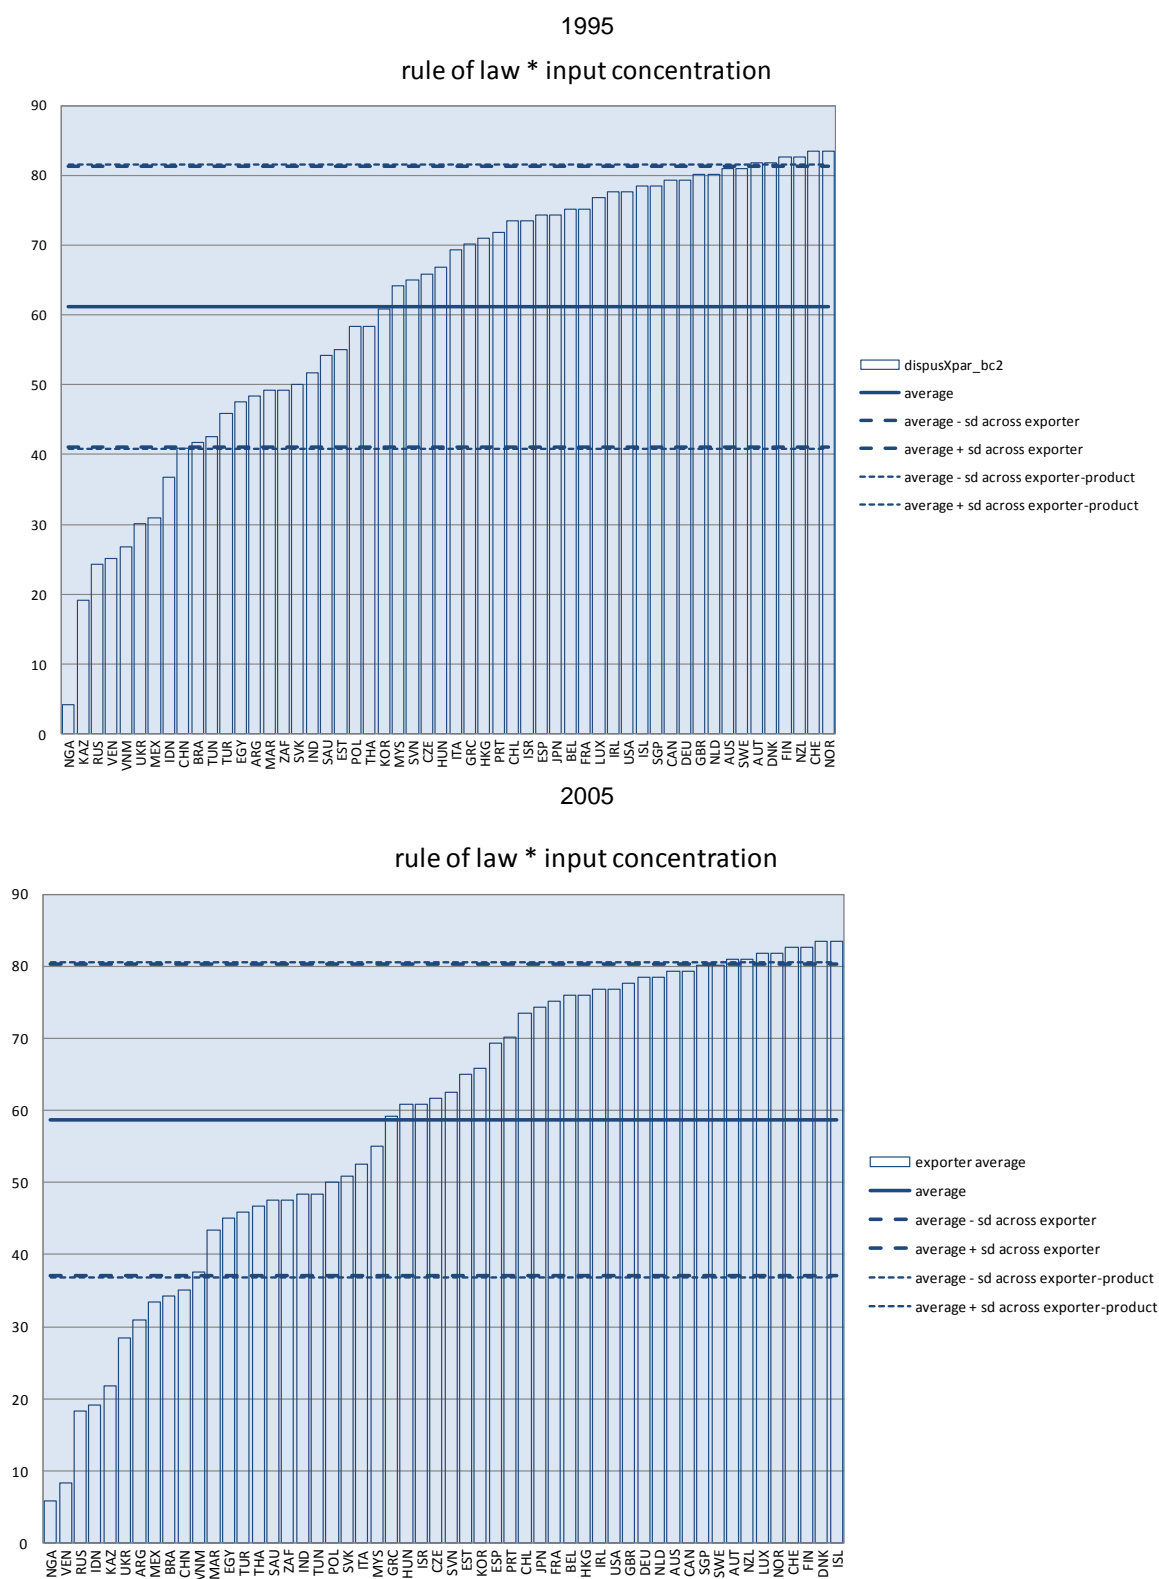 1995
rule of law * input concentration
90
80
70
60
50
40
30
20
10
0
NGA KAZ RUS VEN VNM UKR MEX IDN CHN BRA TUN TUR EGY ARG MAR ZAF SVK IND SAU EST POL THA KOR MYS SVN CZE HUN ITA GRC HKG PRT CHL ISR ESP JPN BEL FRA LUX IRL USA ISL SGP CAN DEU GBR NLD AUS SWE AUT DNK FIN NZL CHE NOR
dispusXpar_bc2
average
average - sd across exporter
average + sd across exporter
average - sd across exporter-product
average + sd across exporter-product
2005
rule of law * input concentration
90
80
70
60
50
40
30
20
10
0
NGA VEN RUS IDN KAZ UKR ARG MEX BRA CHN VNM MAR EGY TUR THA SAU ZAF IND TUN POL SVK ITA MYS GRC HUN ISR CZE SVN EST KOR ESP PRT CHL JPN FRA BEL HKG IRL USA GBR DEU NLD AUS CAN SGP SWE AUT NZL LUX NOR CHE FIN DNK ISL
exporter average
average
average - sd across exporter
average + sd across exporter
average - sd across exporter-product
average + sd across exporter-product